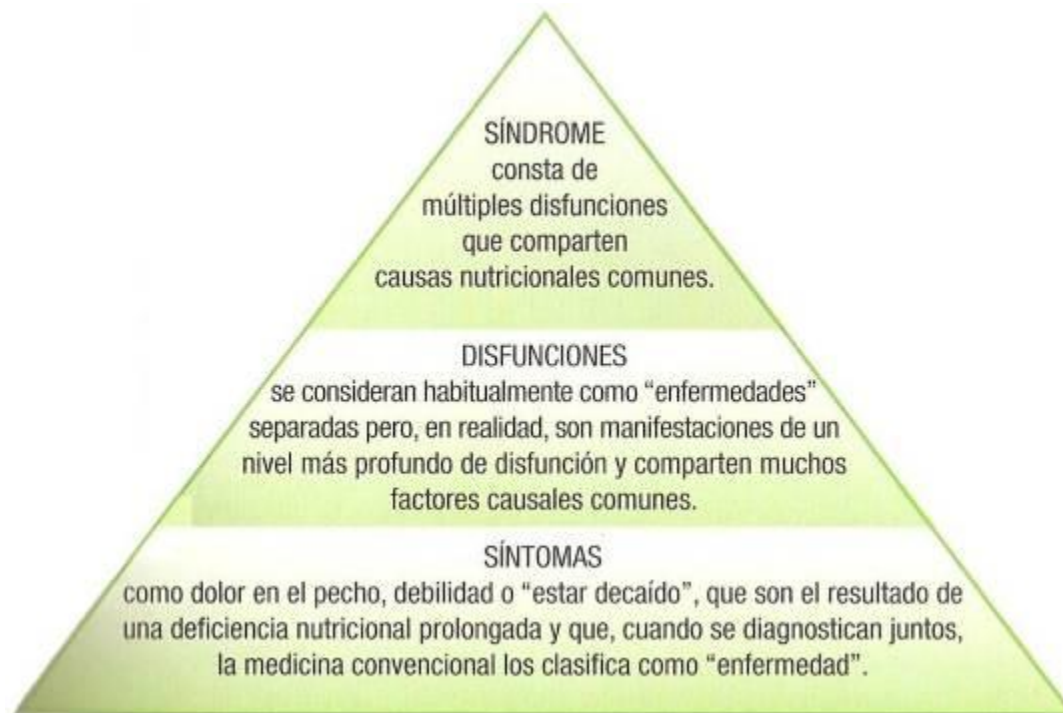 SÍNDROME
consta de
múltiples disfunciones
que comparten
causas nutricionales comunes.
DISFUNCIONES
se consideran habitualmente como “enfermedades”
separadas pero, en realidad, son manifestaciones de un
nivel más profundo de disfunción y comparten muchos
factores causales comunes.
SÍNTOMAS
como dolor en el pecho, debilidad o “estar decaído”, que son el resultado de
una deficiencia nutricional prolongada y que, cuando se diagnostican juntos,
la medicina convencional los clasifica como “enfermedad”.